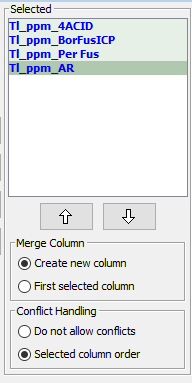 Selected
Tl_ppm_4ACID
Tl_ppm_BorFusICP
Tl_ppm_Per Fus
Tl_ppm_AR
Merge Column
Create new column
First selected column
Conflict Handling
Do not allow conflicts
Selected column order